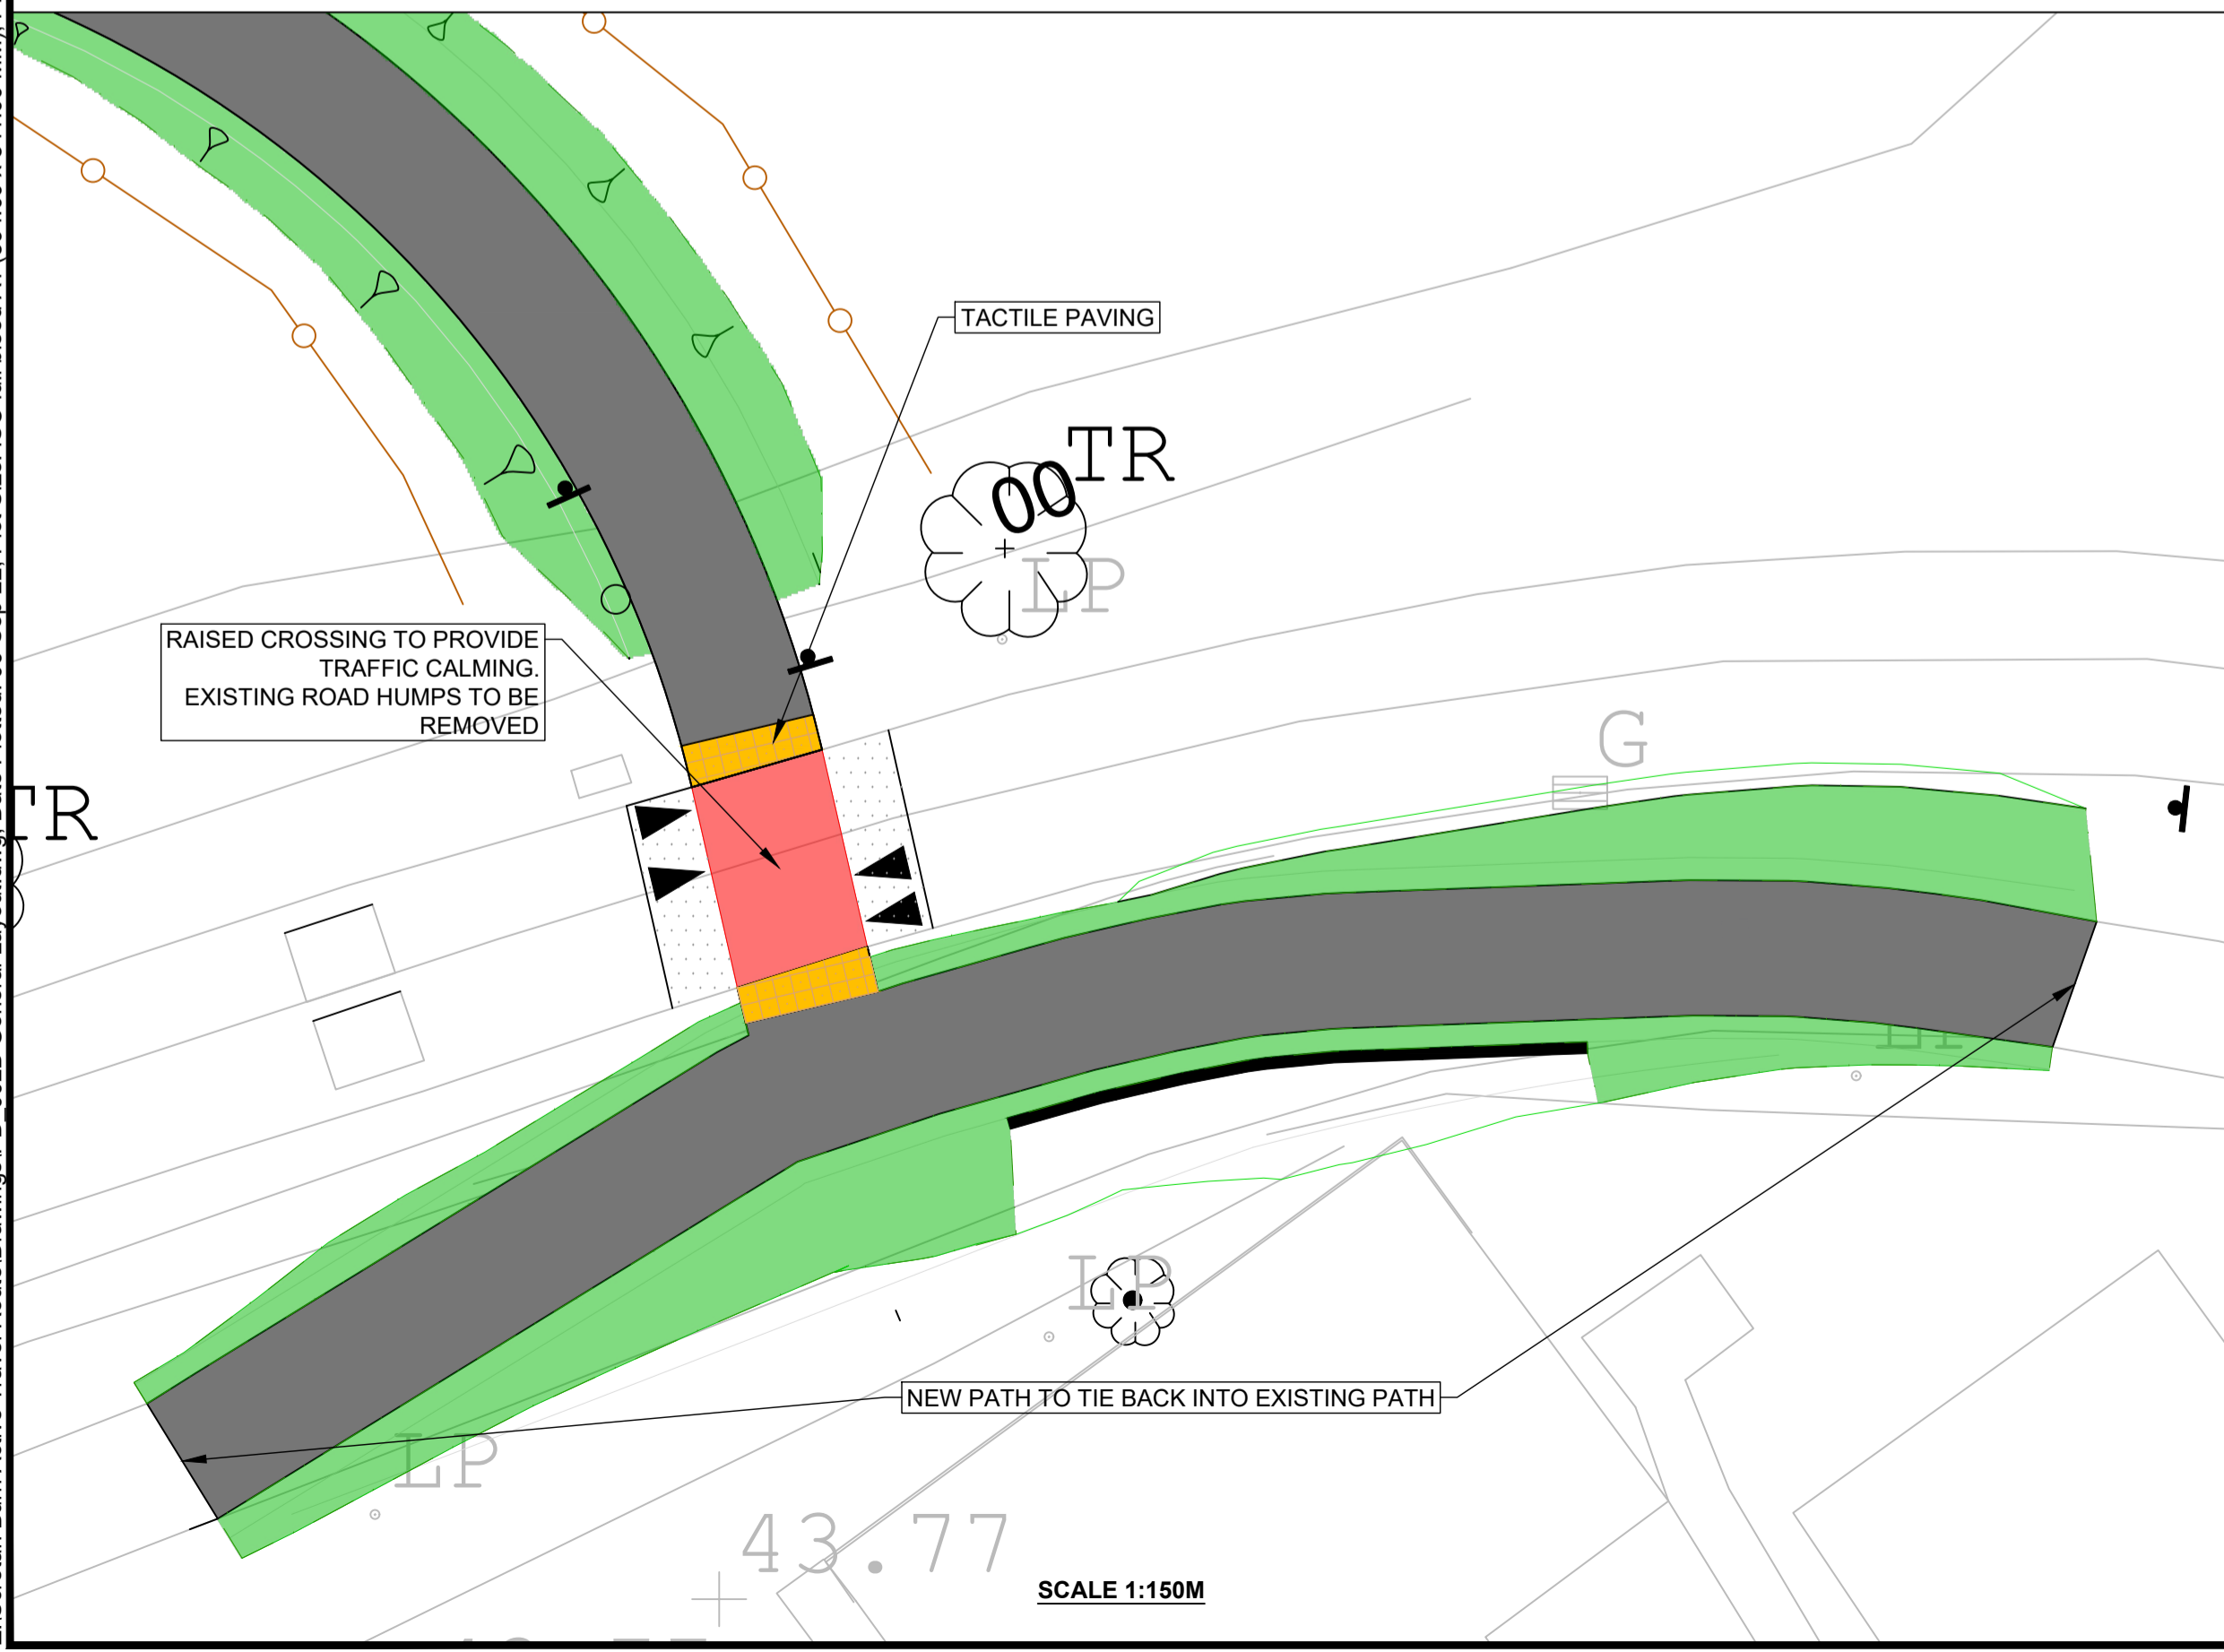 TACTILE PAVING
TR
00
LP
RAISED CROSSING TO PROVIDE
TRAFFIC CALMING.
EXISTING ROAD HUMPS TO BE
REMOVED
G
TR
LP
NEW PATH TO TIE BACK INTO EXISTING PATH
LP
43.77
SCALE 1:150M